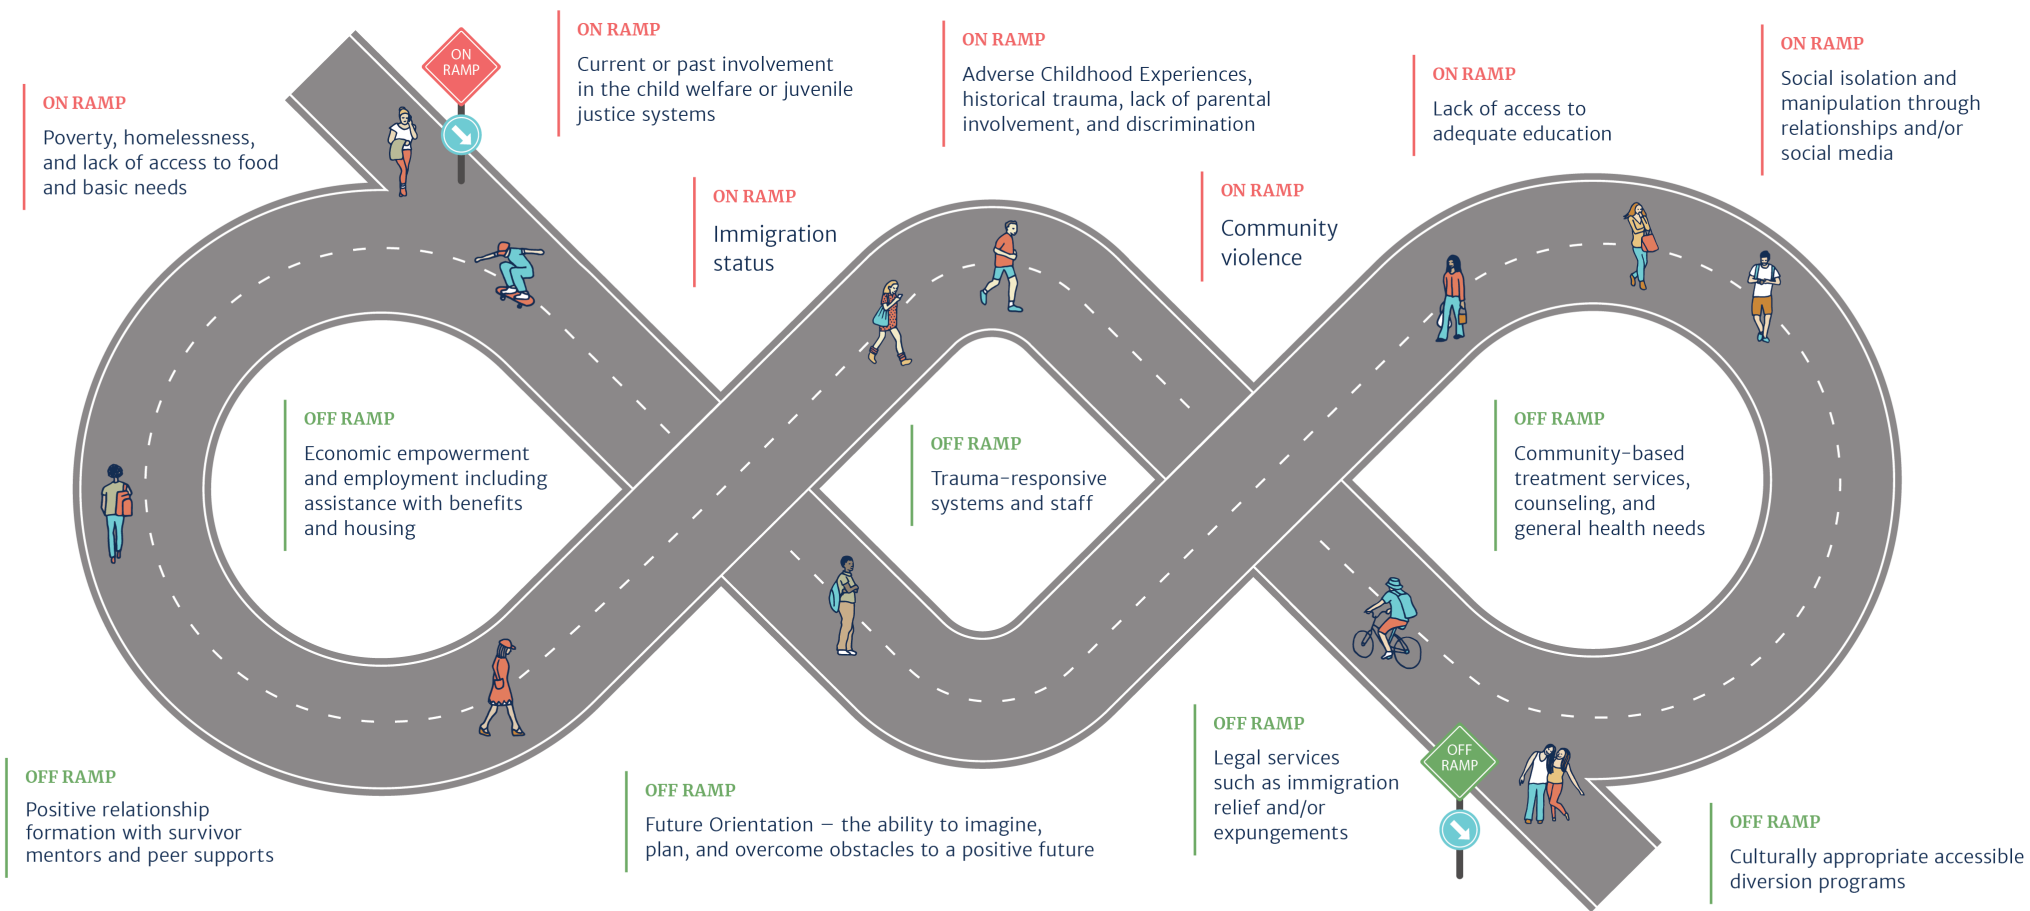 ON RAMP
Poverty, homelessness,
and lack of access to food
and basic needs
ON
RAMP
ON RAMP
Current or past involvement
in the child welfare or juvenile
justice systems
ON RAMP
Immigration
status
ON RAMP
Adverse Childhood Experiences,
historical trauma, lack of parental
involvement, and discrimination
ON RAMP
Community
violence
ON RAMP
Lack of access to
adequate education
ON RAMP
Social isolation and
manipulation through
relationships and/or
social media
OFF RAMP
Economic empowerment
and employment including
assistance with benefits
and housing
OFF RAMP
Trauma-responsive
systems and staff
OFF RAMP
Community-based
treatment services,
counseling, and
general health needs
OFF RAMP
Positive relationship
formation with survivor
mentors and peer supports
OFF RAMP
Future Orientation – the ability to imagine,
plan, and overcome obstacles to a positive future
OFF RAMP
Legal services
such as immigration
relief and/or
expungements
OFF
RAMP
OFF RAMP
Culturally appropriate accessible
diversion programs